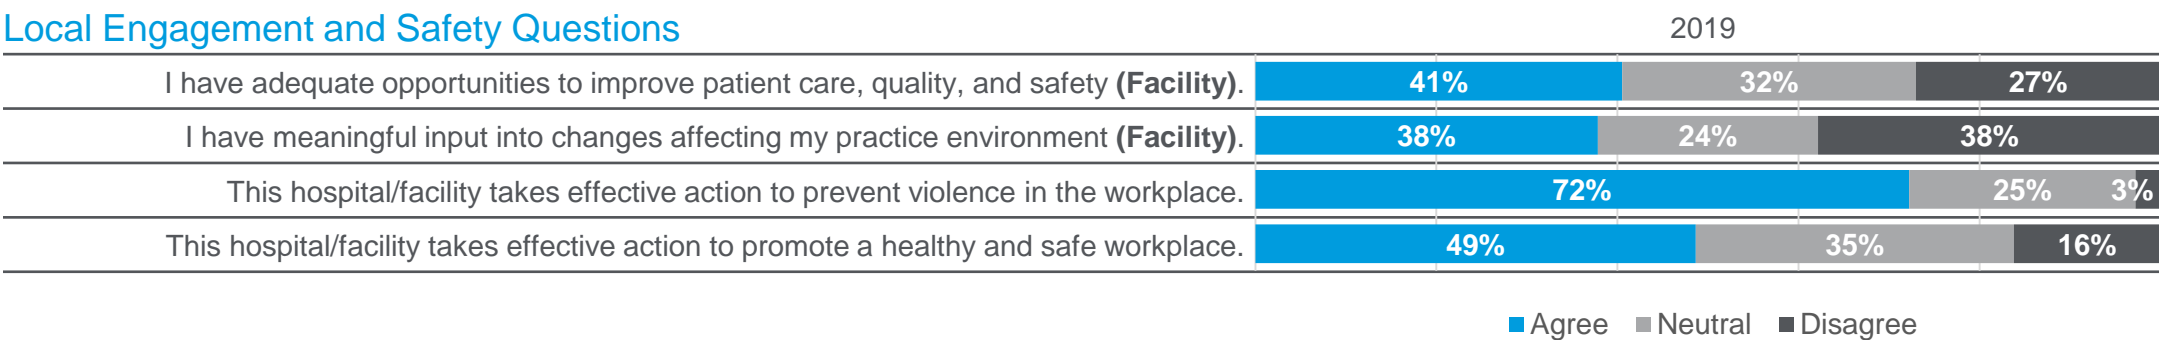 Local Engagement and Safety Questions 2019
I have adequate opportunities to improve patient care, quality, and safety (Facility). 41% 32% 27%
I have meaningful input into changes affecting my practice environment (Facility). 38% 24% 38%
This hospital/facility takes effective action to prevent violence in the workplace. 72% 25% 3%
This hospital/facility takes effective action to promote a healthy and safe workplace. 49% 35% 16%
Agree Neutral Disagree